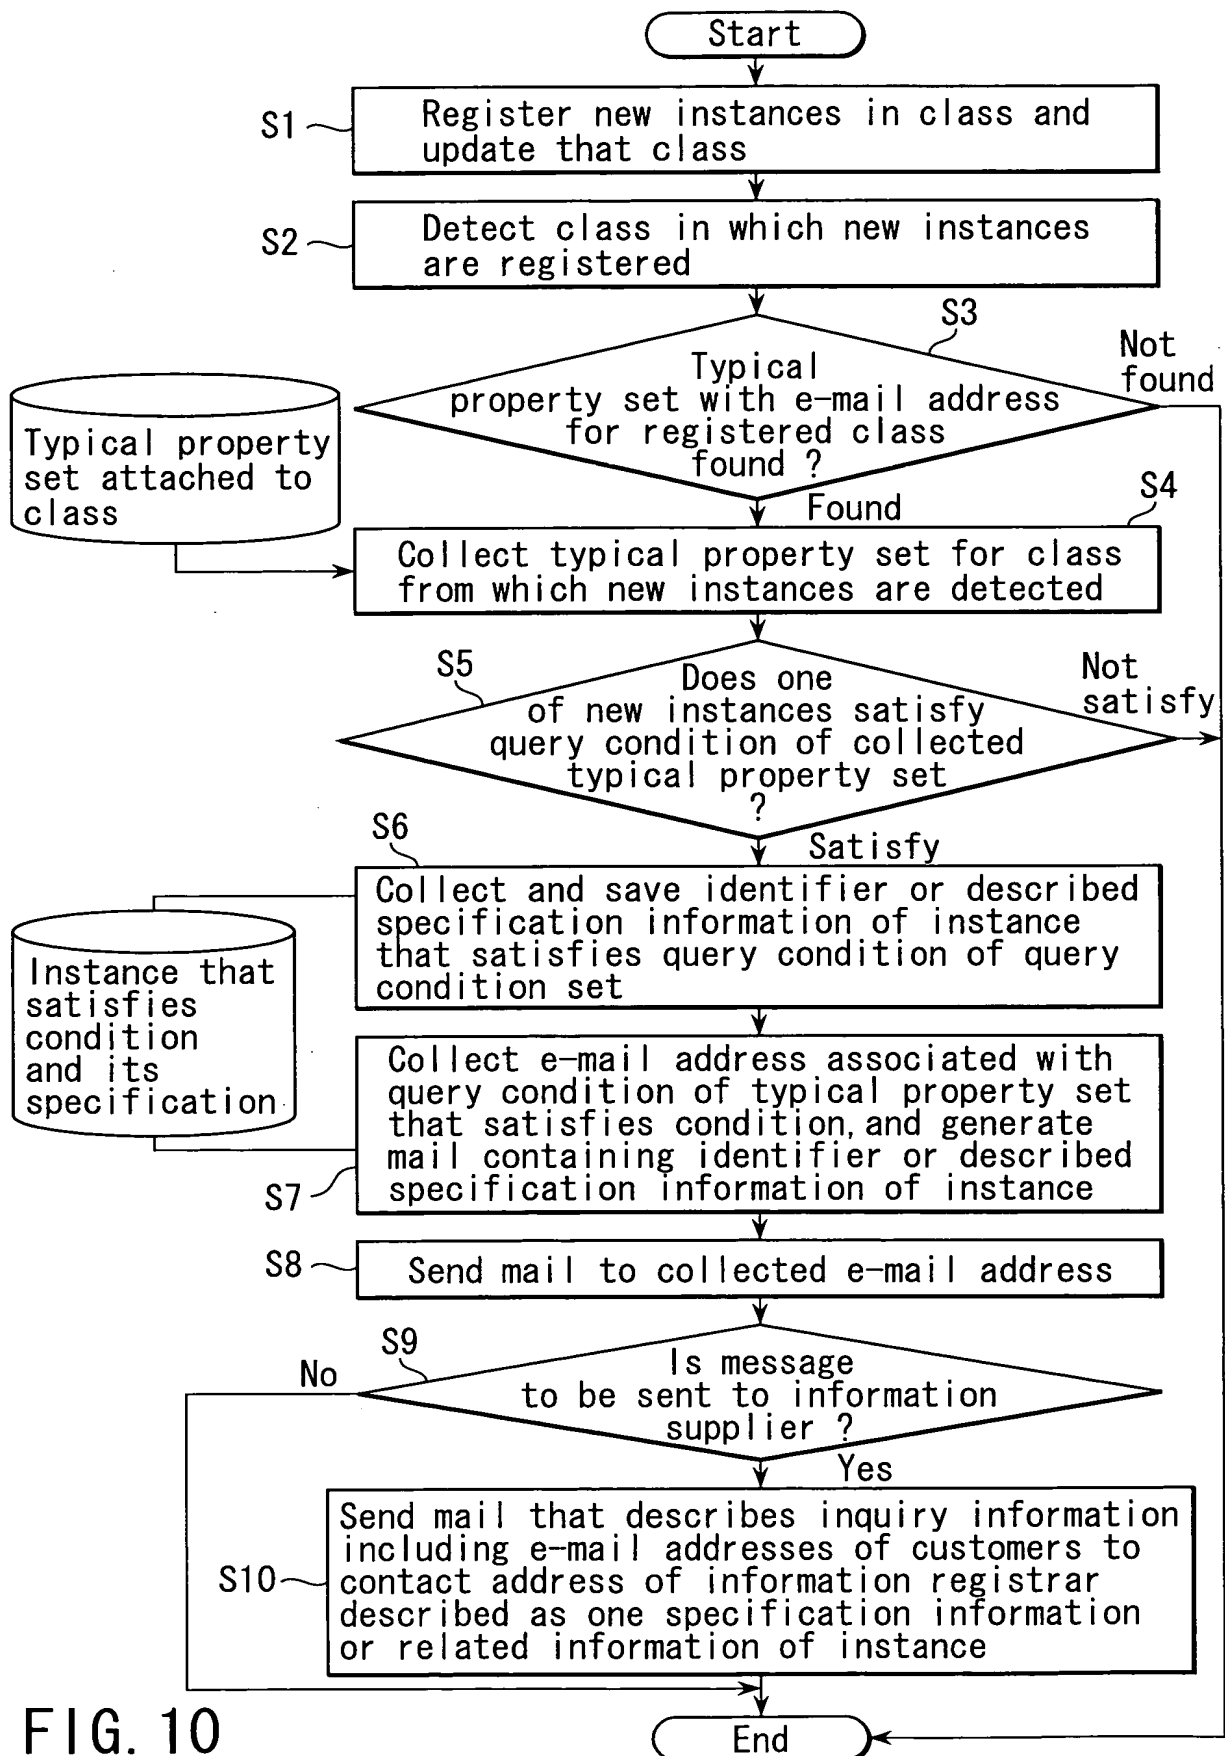 Start
S1
Register new instances in class and
update that class
S2
Detect class in which new instances
are registered
S3
Not
found
Typical
property set with e-mail address
for registered class
found ?
Typical property
set attached to
class
Found
S4
Collect typical property set for class
from which new instances are detected
S5
Does one
of new instances satisfy
query condition of collected
typical property set
?
Not
satisfy
S6
Satisfy
Collect and save identifier or described
specification information of instance
that satisfies query condition of query
condition set
Instance that
satisfies
condition
and its
specification
Collect e-mail address associated with
query condition of typical property set
that satisfies condition, and generate
mail containing identifier or described
specification information of instance
S7
S8
Send mail to collected e-mail address
S9
No
Is message
to be sent to information
supplier ?
Yes
Send mail that describes inquiry information
including e-mail addresses of customers to
contact address of information registrar
described as one specification information
or related information of instance
S10
End
FIG. 10